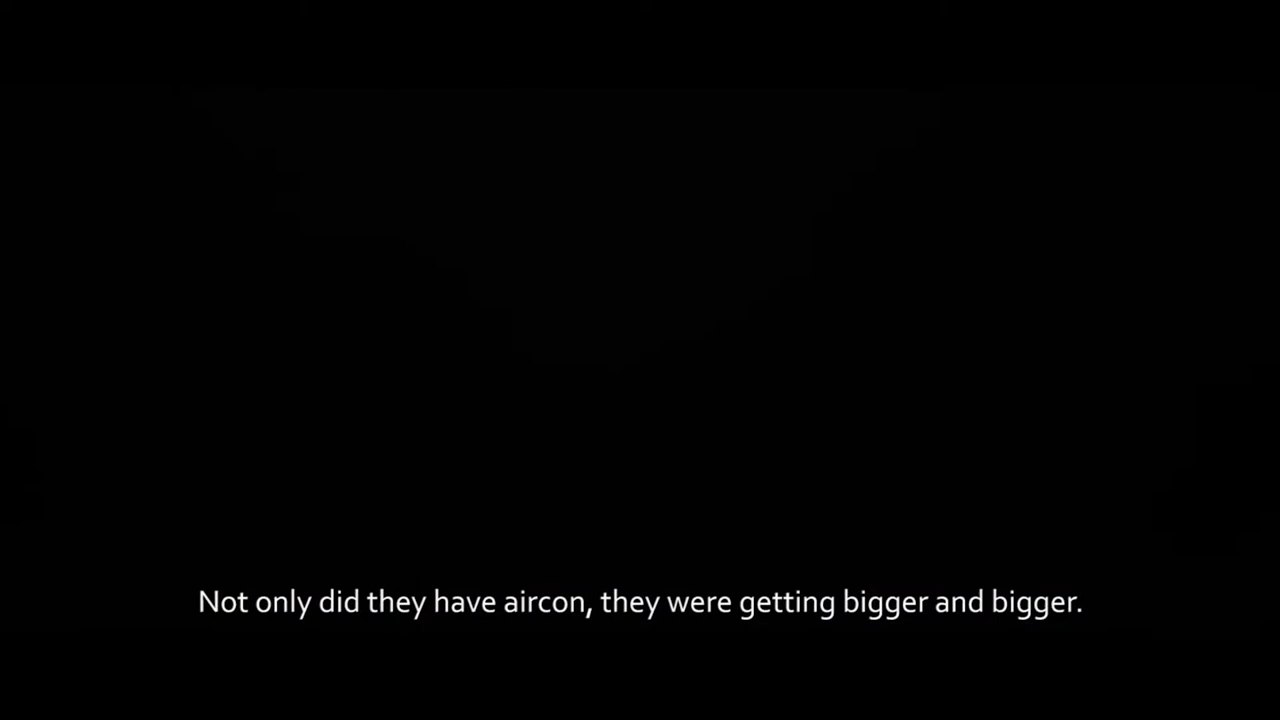 Not only did they have aircon, they were getting bigger and bigger.